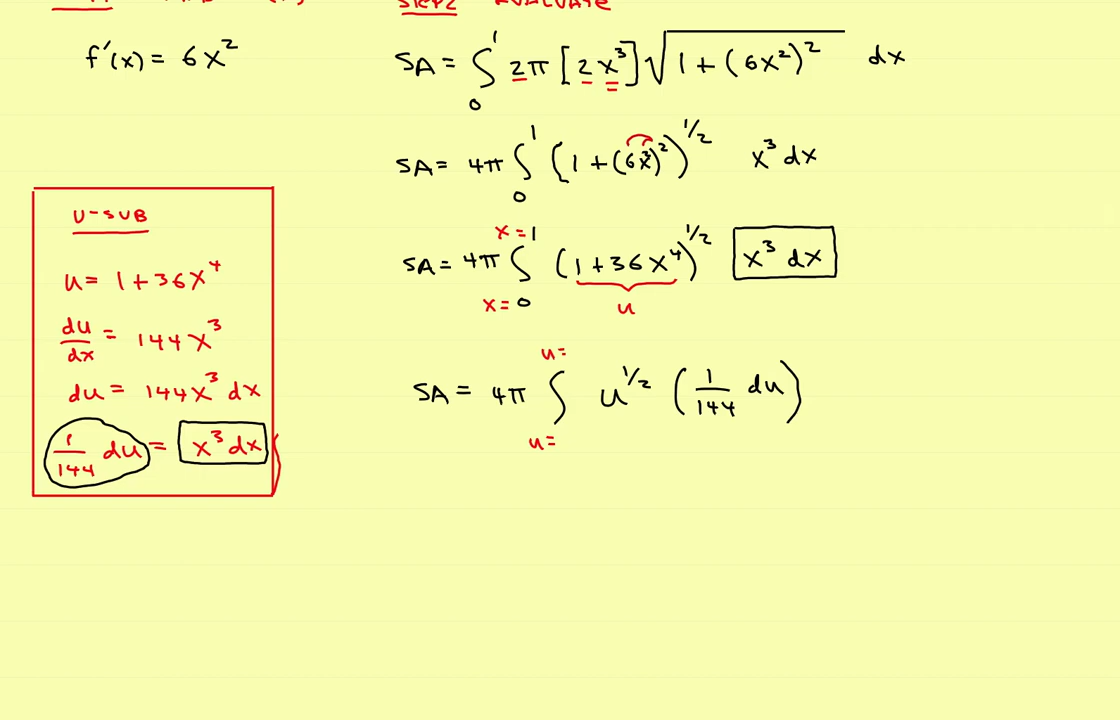 STEP2 EVALUATE
f'(x) = 6x²
SA = ∫₀¹ 2π [2x³] √(1 + (6x²)²) dx
SA = 4π ∫₀¹ (1 + (6x²)²)^1/2 x³ dx
SA = 4π ∫_{x=0}^{x=1} (1 + 36x⁴)^1/2 x³ dx
u
SA = 4π ∫_{u=}^{u=} u^1/2 (1/144 du)
U-SUB
u = 1 + 36x⁴
du/dx = 144x³
du = 144x³ dx
1/144 du = x³ dx